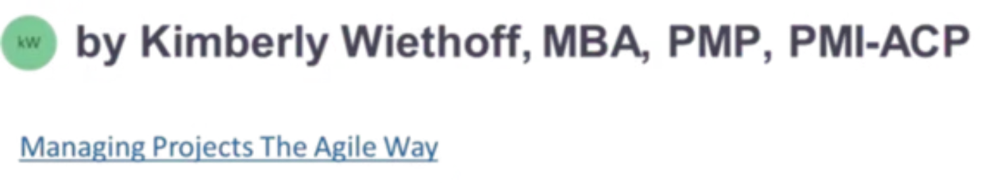 kW by Kimberly Wiethoff, MBA, PMP, PMI-ACP
Managing Projects The Agile Way